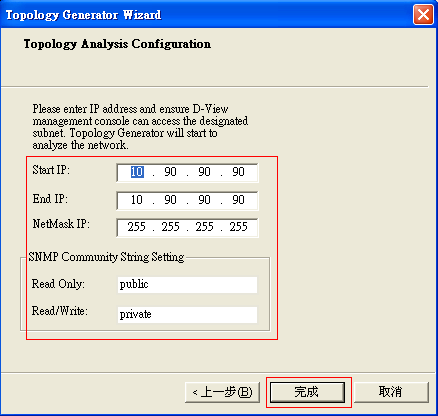 Topology Generator Wizard
Topology Analysis Configuration
Please enter IP address and ensure D-View
management console can access the designated
subnet. Topology Generator will start to
analyze the network.
Start IP: 10 . 90 . 90 . 90
End IP: 10 . 90 . 90 . 90
NetMask IP: 255 . 255 . 255 . 255
SNMP Community String Setting
Read Only: public
Read/Write: private
< 上一步(B) 完成 取消